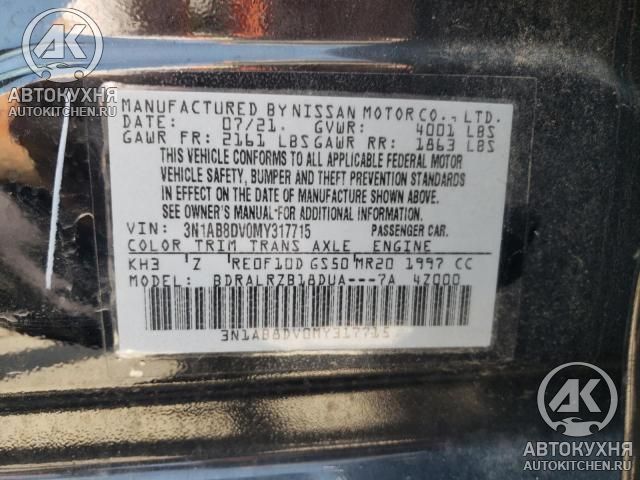 АВТОКУХНЯ
AUTOKITCHEN.RU
MANUFACTURED BY NISSAN MOTOR CO., LTD.
DATE: 07/21. GVWR: 4001 LBS
GAWR FR: 2161 LBS GAWR RR: 1863 LBS
THIS VEHICLE CONFORMS TO ALL APPLICABLE FEDERAL MOTOR
VEHICLE SAFETY, BUMPER AND THEFT PREVENTION STANDARDS
IN EFFECT ON THE DATE OF MANUFACTURE SHOWN ABOVE.
SEE OWNER'S MANUAL FOR ADDITIONAL INFORMATION.
VIN: 3N1AB8DV0MY317715 PASSENGER CAR.
COLOR TRIM TRANS AXLE ENGINE
KH3 Z RE0F10D GS50 MR20 1997 CC
MODEL: BDRALRZB18DUA---7A 4Z000
3N1AB8DV0MY317715
АК
АВТОКУХНЯ
AUTOKITCHEN.RU